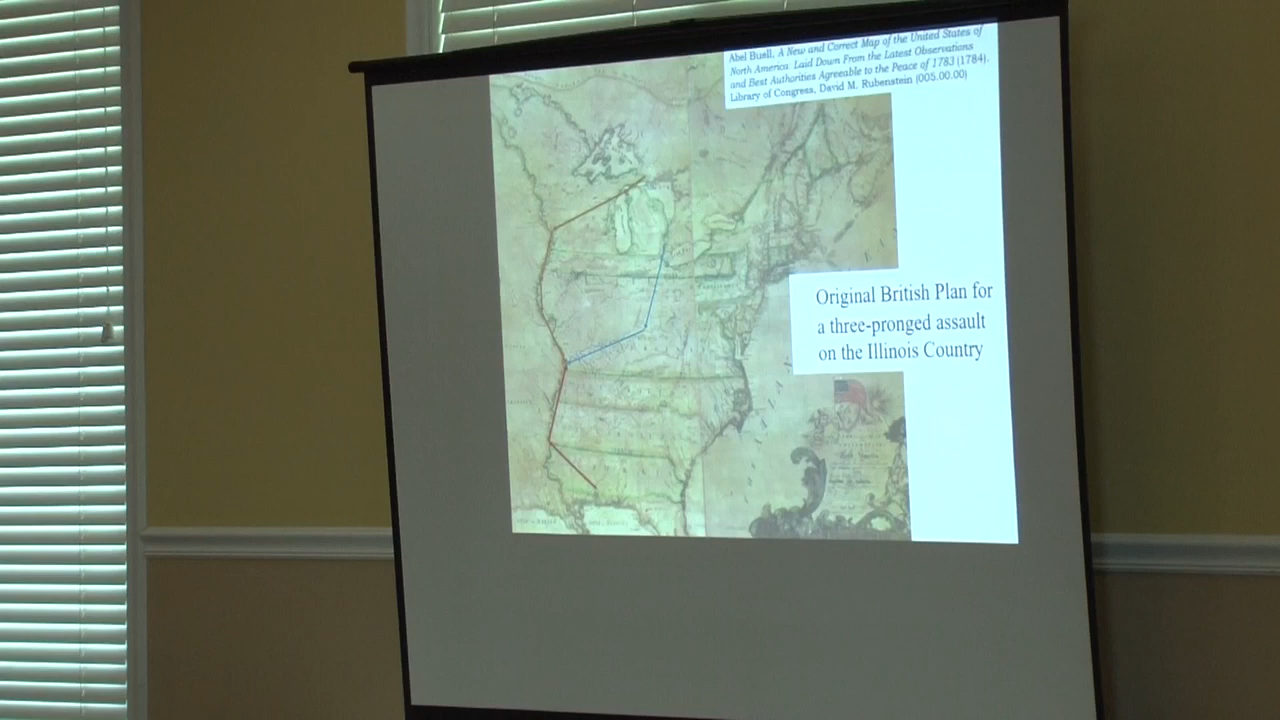 Abel Buell, A New and Correct Map of the United States of
North America: Laid Down From the Latest Observations
and Best Authorities Agreeable to the Peace of 1783 (1784).
Library of Congress, David M. Rubenstein (005.00.00)
Original British Plan for
a three-pronged assault
on the Illinois Country